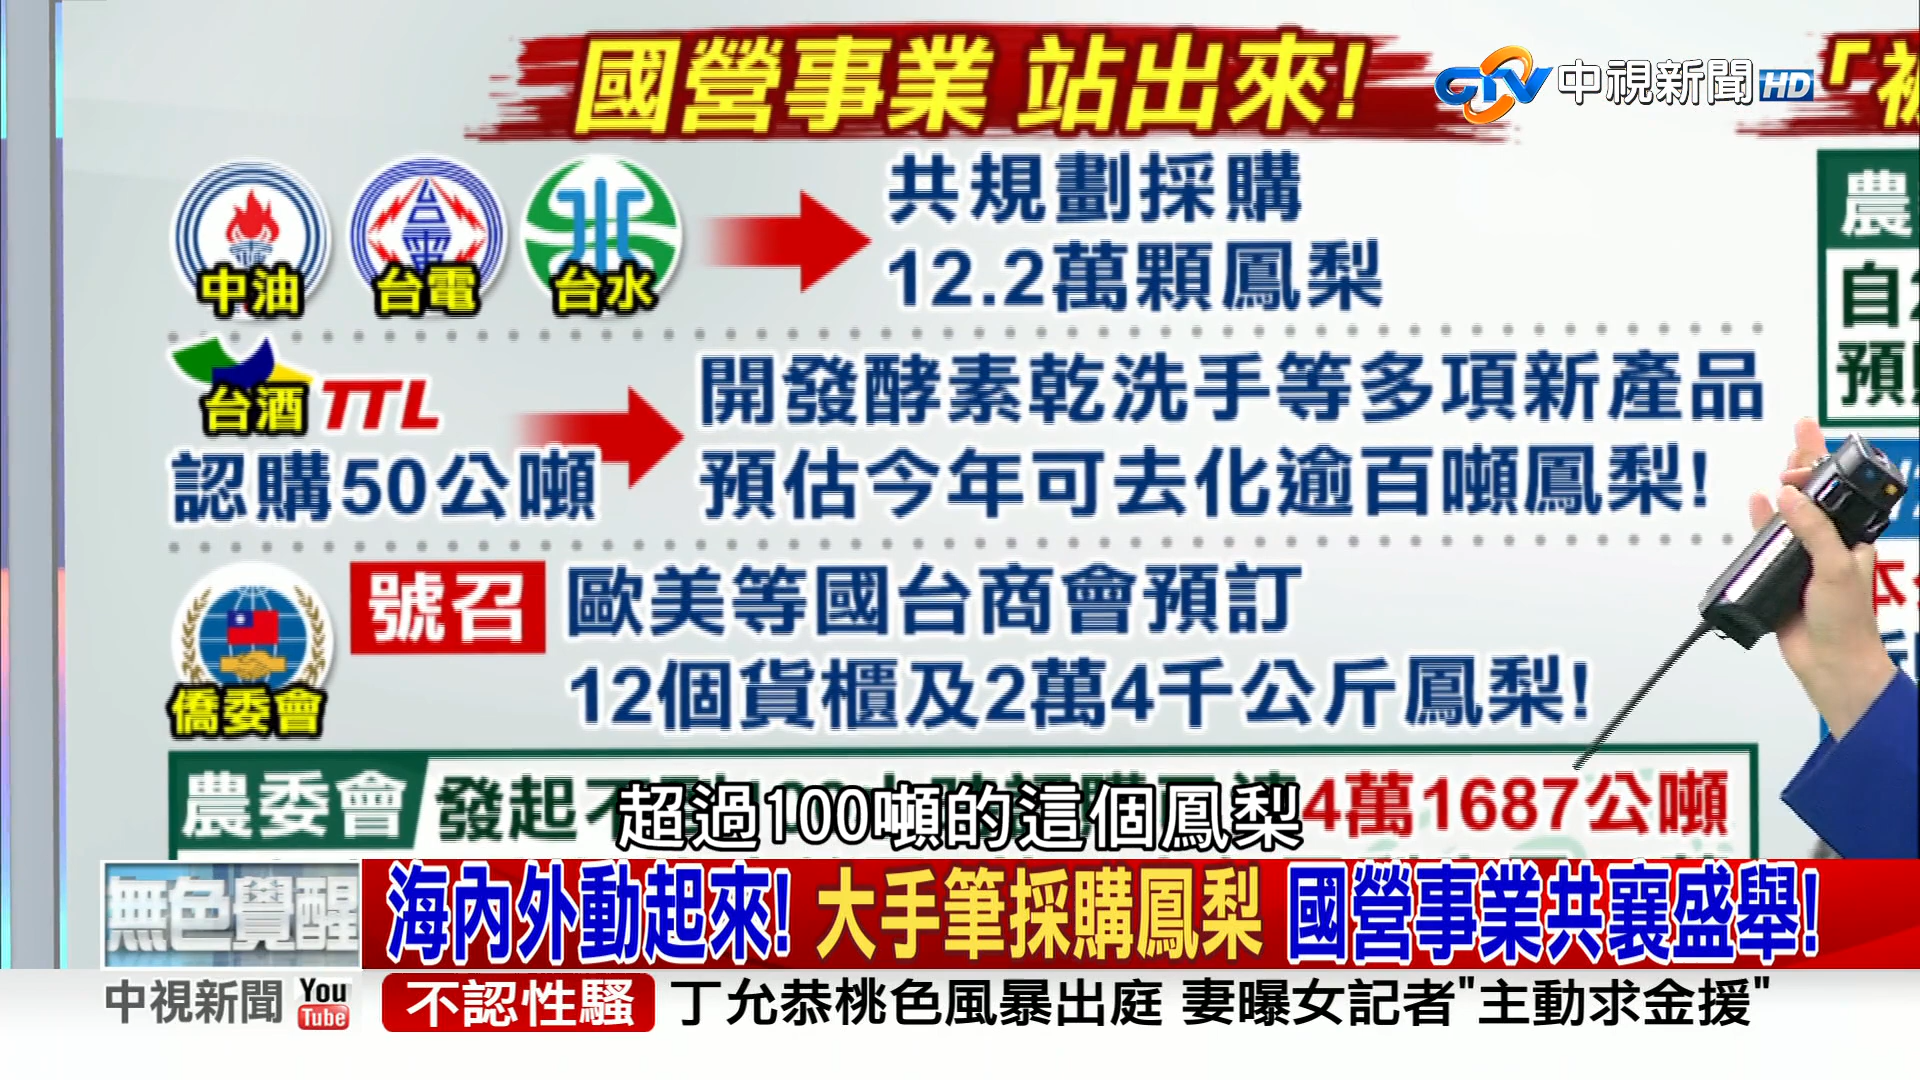 國營事業 站出來!
CTV中視新聞HD
中油
台電
台水
共規劃採購
12.2萬顆鳳梨
台酒 TTL
認購50公噸
開發酵素乾洗手等多項新產品
預估今年可去化逾百噸鳳梨!
僑委會
號召
歐美等國台商會預訂
12個貨櫃及2萬4千公斤鳳梨!
農委會 發起不 4萬1687公噸
農
自
預
超過100噸的這個鳳梨
無色覺醒
海內外動起來! 大手筆採購鳳梨 國營事業共襄盛舉!
中視新聞 YouTube
不認性騷 丁允恭桃色風暴出庭 妻曝女記者"主動求金援"